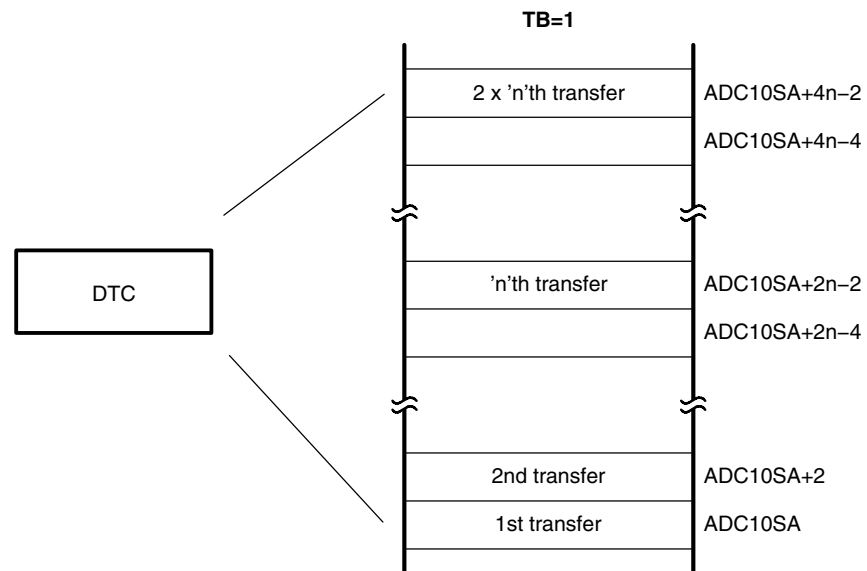 TB=1
2 x ’n’th transfer ADC10SA+4n−2
ADC10SA+4n−4
DTC
’n’th transfer ADC10SA+2n−2
ADC10SA+2n−4
2nd transfer ADC10SA+2
1st transfer ADC10SA